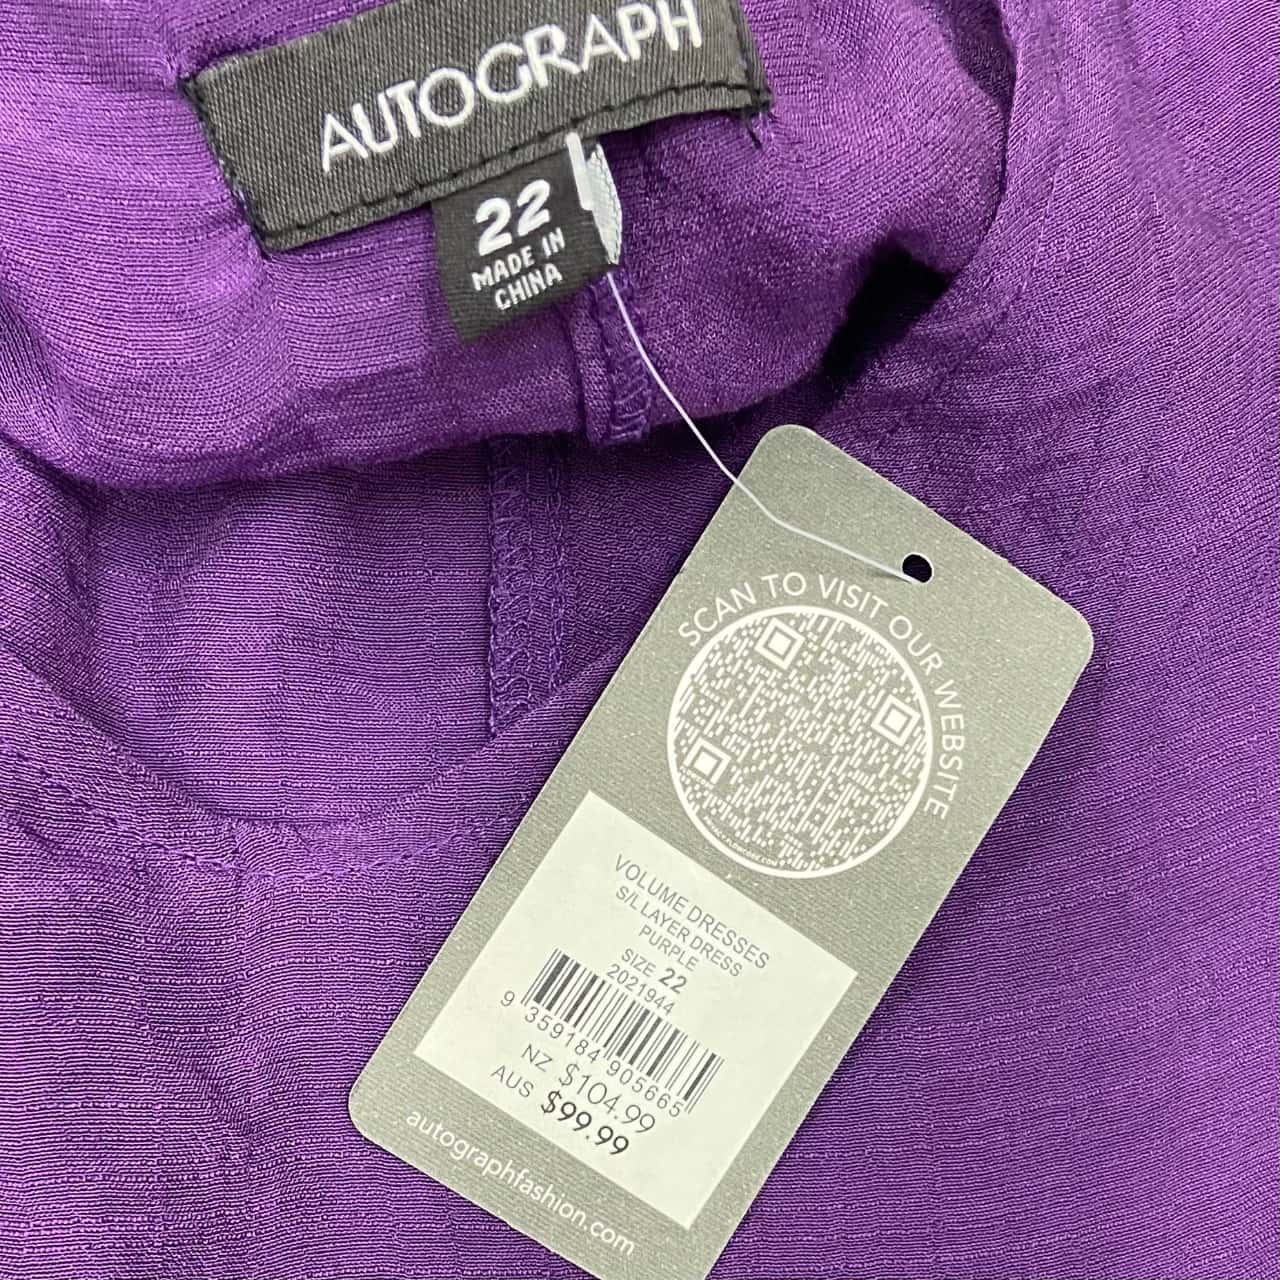 AUTOGRAPH
22
MADE IN
CHINA
SCAN TO VISIT OUR WEBSITE
VOLUME DRESSES
S/L LAYER DRESS
PURPLE
SIZE 22
2021944
9 359184 905665
NZ $104.99
AUS $99.99
autographfashion.com